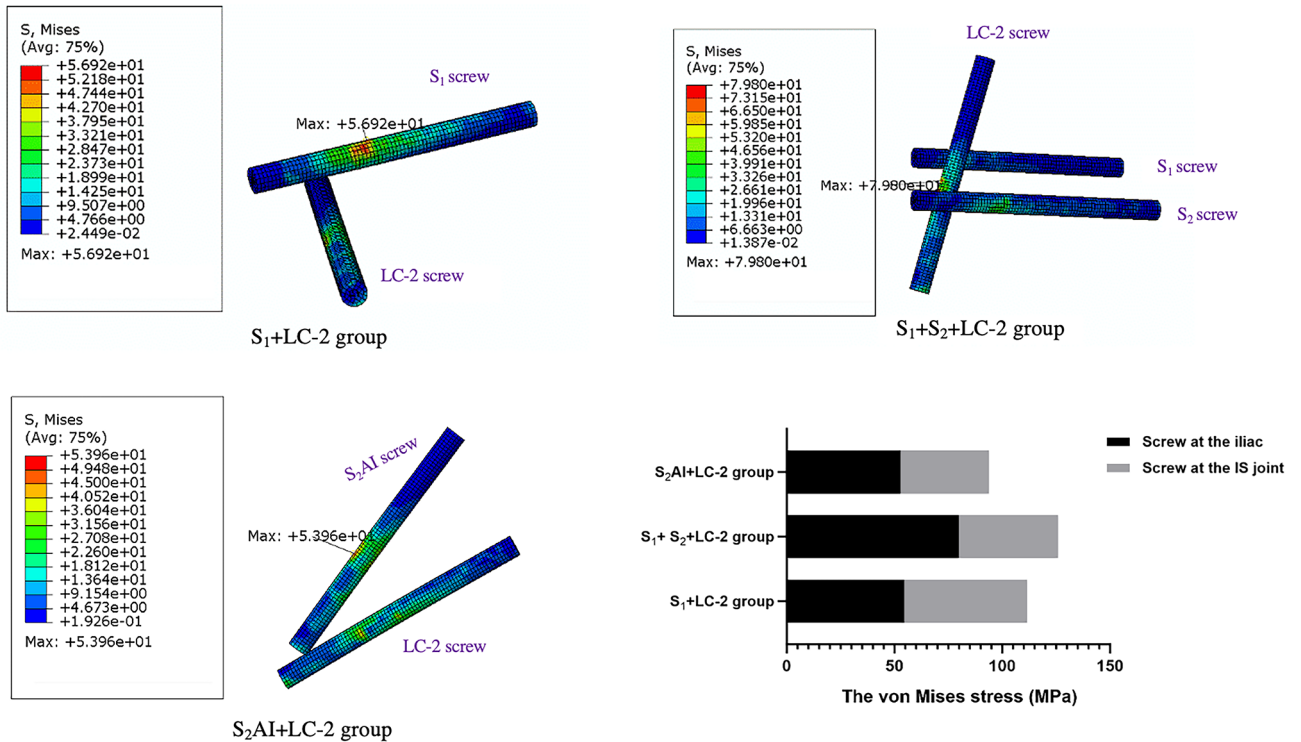 S, Mises
(Avg: 75%)
+5.692e+01
+5.218e+01
+4.744e+01
+4.270e+01
+3.795e+01
+3.321e+01
+2.847e+01
+2.373e+01
+1.899e+01
+1.425e+01
+9.507e+00
+4.766e+00
+2.449e-02
Max: +5.692e+01
S₁ screw
Max: +5.692e+01
LC-2 screw
S₁+LC-2 group
S, Mises
(Avg: 75%)
+7.980e+01
+7.315e+01
+6.650e+01
+5.985e+01
+5.320e+01
+4.656e+01
+3.991e+01
+3.326e+01
+2.661e+01
+1.996e+01
+1.331e+01
+6.663e+00
+1.387e-02
Max: +7.980e+01
LC-2 screw
S₁ screw
Max: +7.980e+01
S₂ screw
S₁+S₂+LC-2 group
S, Mises
(Avg: 75%)
+5.396e+01
+4.948e+01
+4.500e+01
+4.052e+01
+3.604e+01
+3.156e+01
+2.708e+01
+2.260e+01
+1.812e+01
+1.364e+01
+9.154e+00
+4.673e+00
+1.926e-01
Max: +5.396e+01
S₂AI screw
Max: +5.396e+01
LC-2 screw
S₂AI+LC-2 group
Screw at the iliac
Screw at the IS joint
S₂AI+LC-2 group
S₁+ S₂+LC-2 group
S₁+LC-2 group
0 50 100 150
The von Mises stress (MPa)